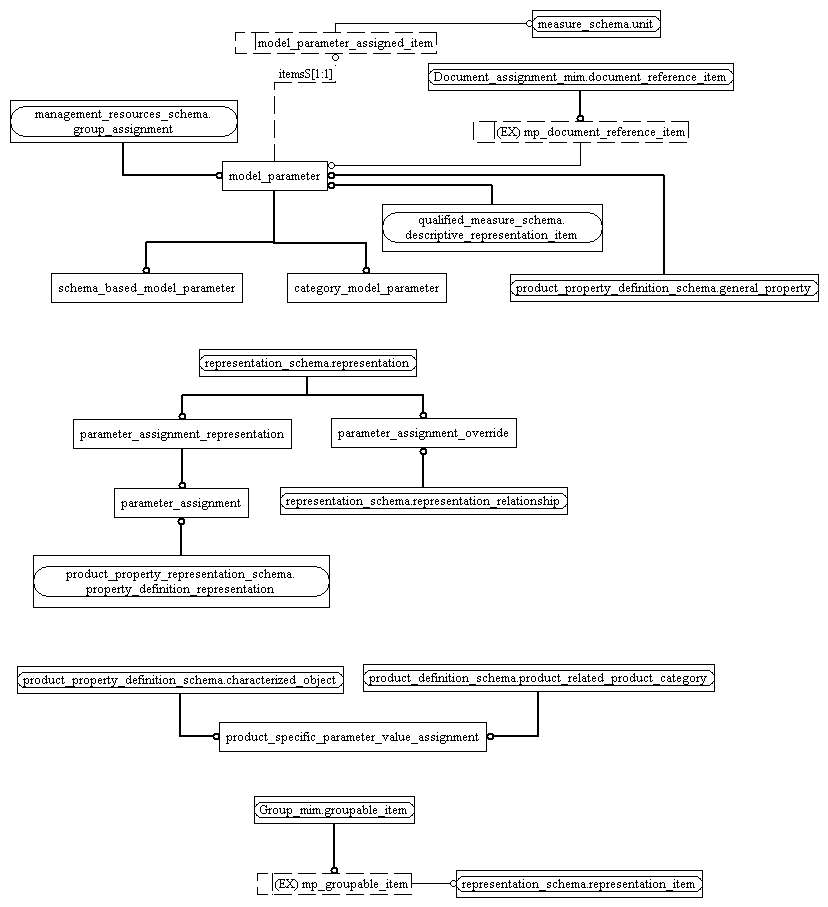 measure_schema.unit
model_parameter_assigned_item
itemsS[1:1]
Document_assignment_mim.document_reference_item
management_resources_schema.
group_assignment
(EX) mp_document_reference_item
model_parameter
qualified_measure_schema.
descriptive_representation_item
schema_based_model_parameter
category_model_parameter
product_property_definition_schema.general_property
representation_schema.representation
parameter_assignment_representation
parameter_assignment_override
parameter_assignment
representation_schema.representation_relationship
product_property_representation_schema.
property_definition_representation
product_property_definition_schema.characterized_object
product_definition_schema.product_related_product_category
product_specific_parameter_value_assignment
Group_mim.groupable_item
(EX) mp_groupable_item
representation_schema.representation_item